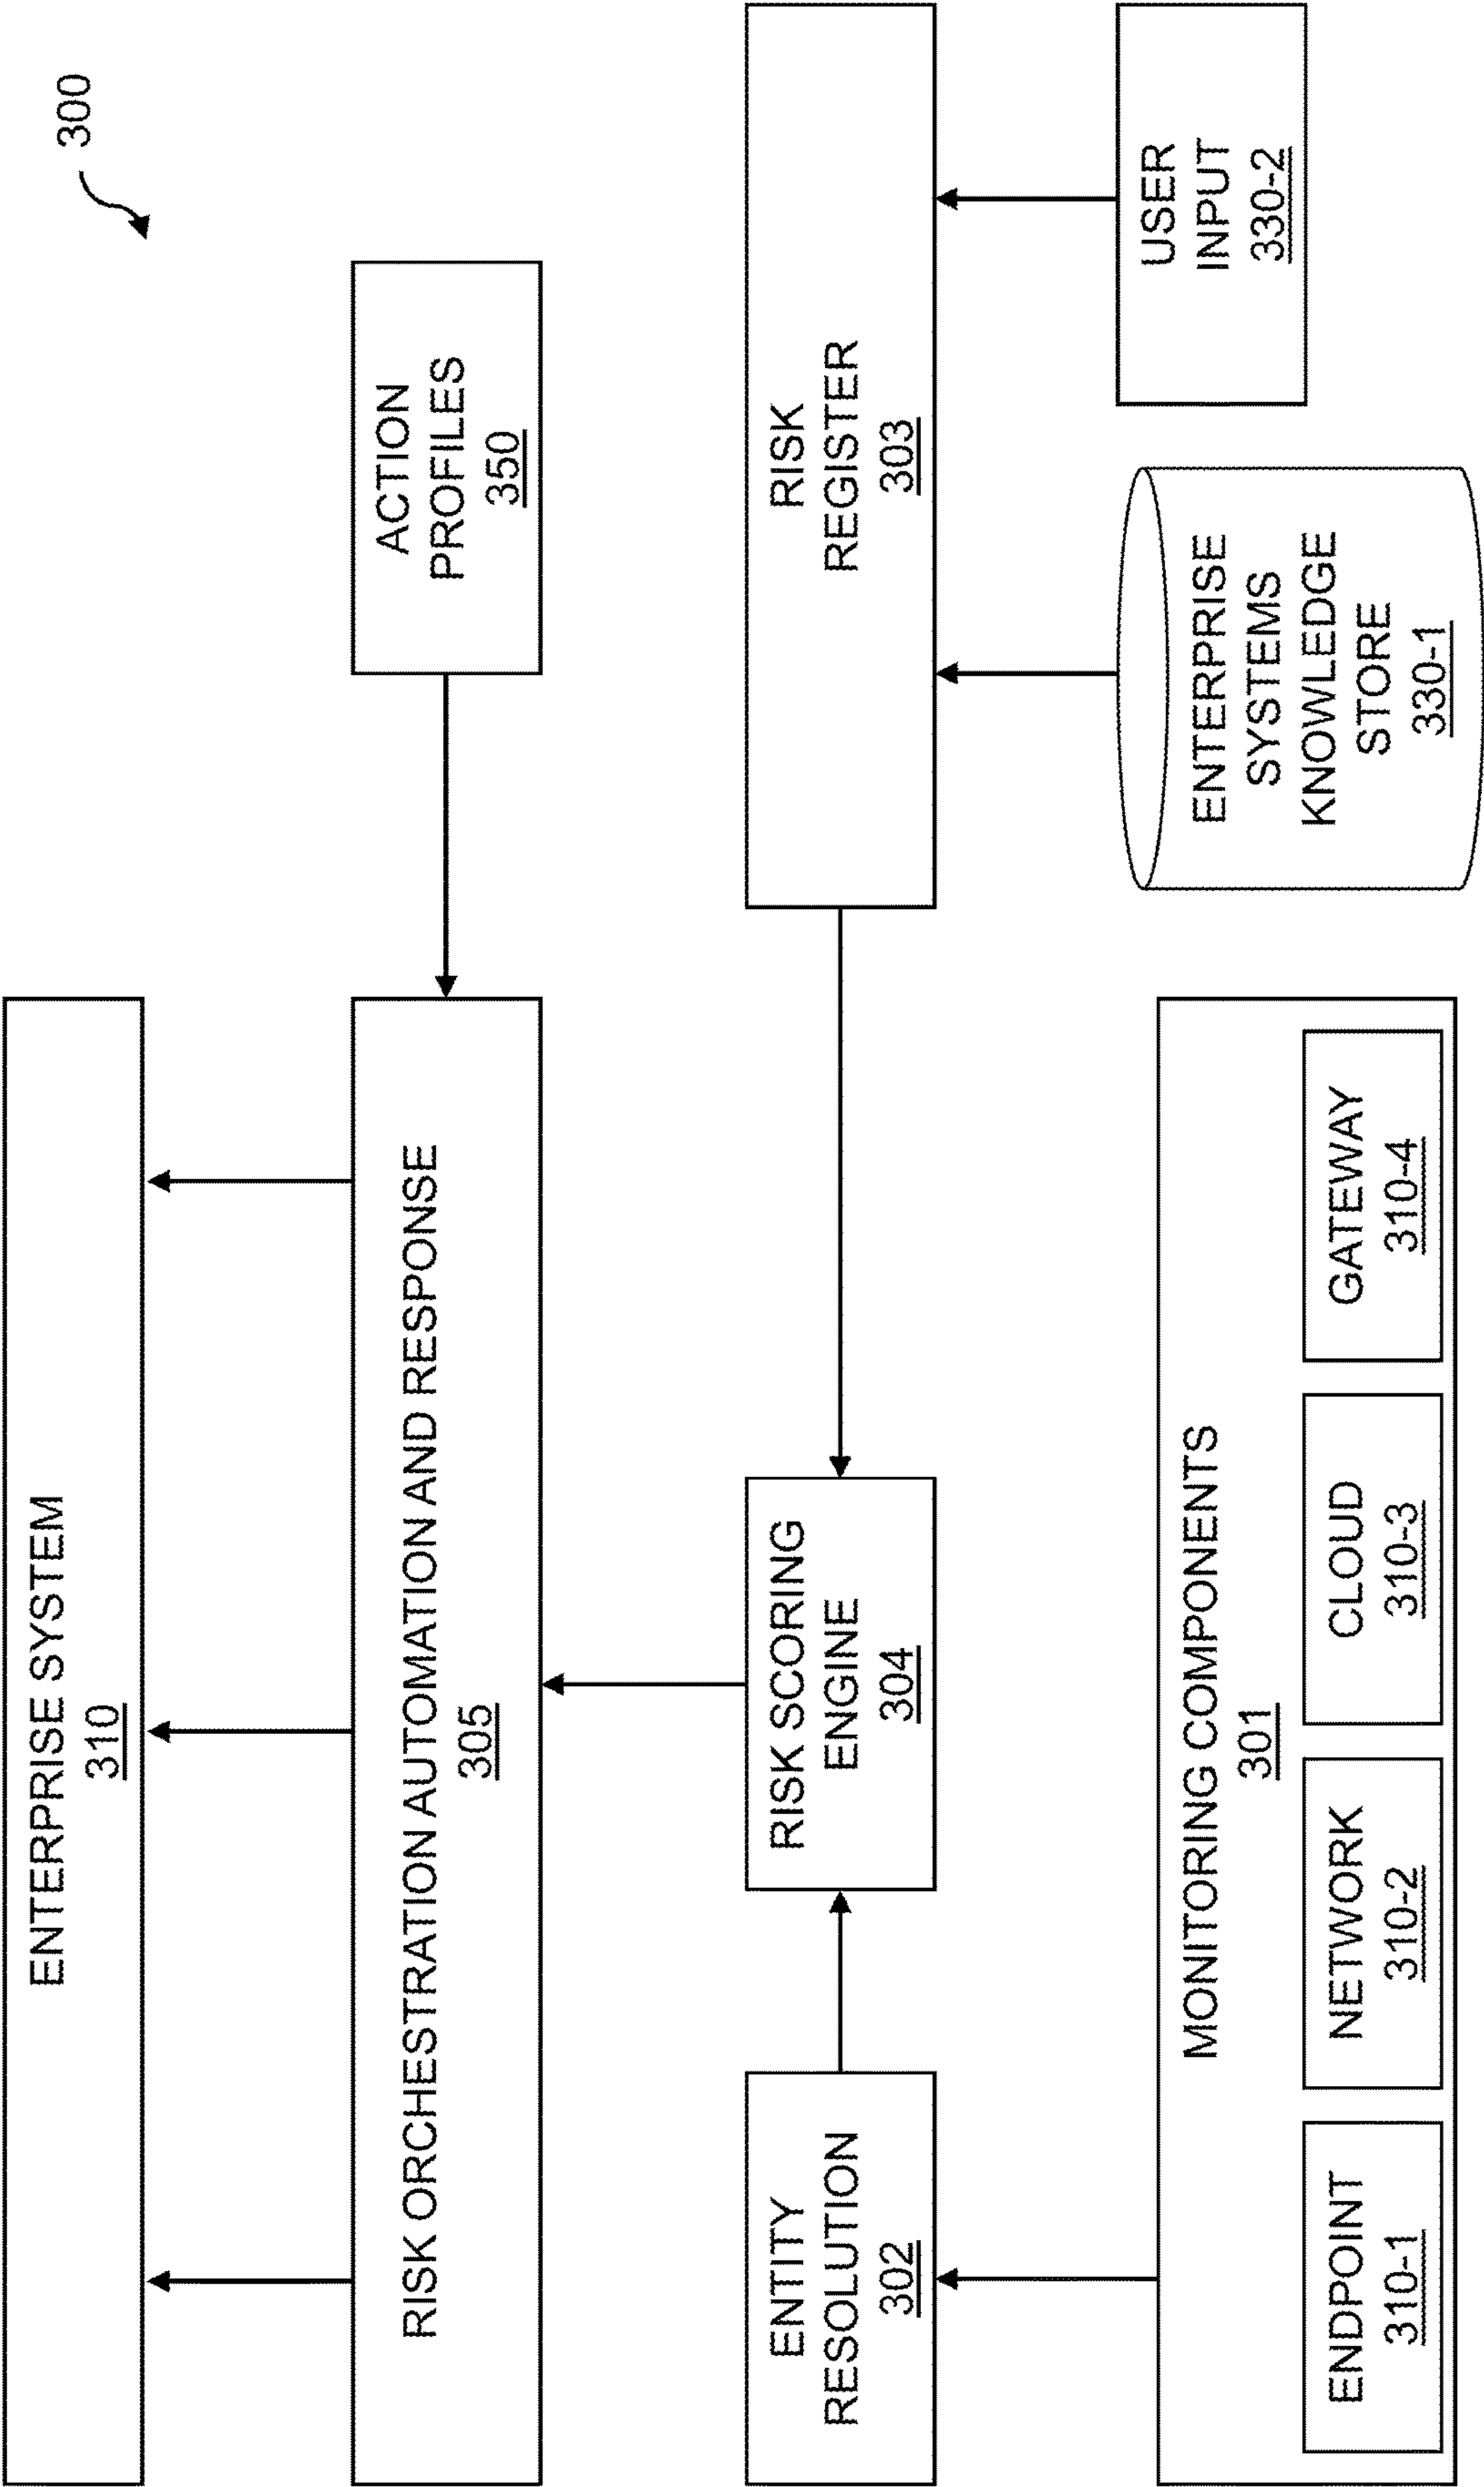 300
ENTERPRISE SYSTEM
310
RISK ORCHESTRATION AUTOMATION AND RESPONSE
305
ACTION
PROFILES
350
ENTITY
RESOLUTION
302
RISK SCORING
ENGINE
304
RISK
REGISTER
303
MONITORING COMPONENTS
301
ENDPOINT
310-1
NETWORK
310-2
CLOUD
310-3
GATEWAY
310-4
ENTERPRISE
SYSTEMS
KNOWLEDGE
STORE
330-1
USER
INPUT
330-2